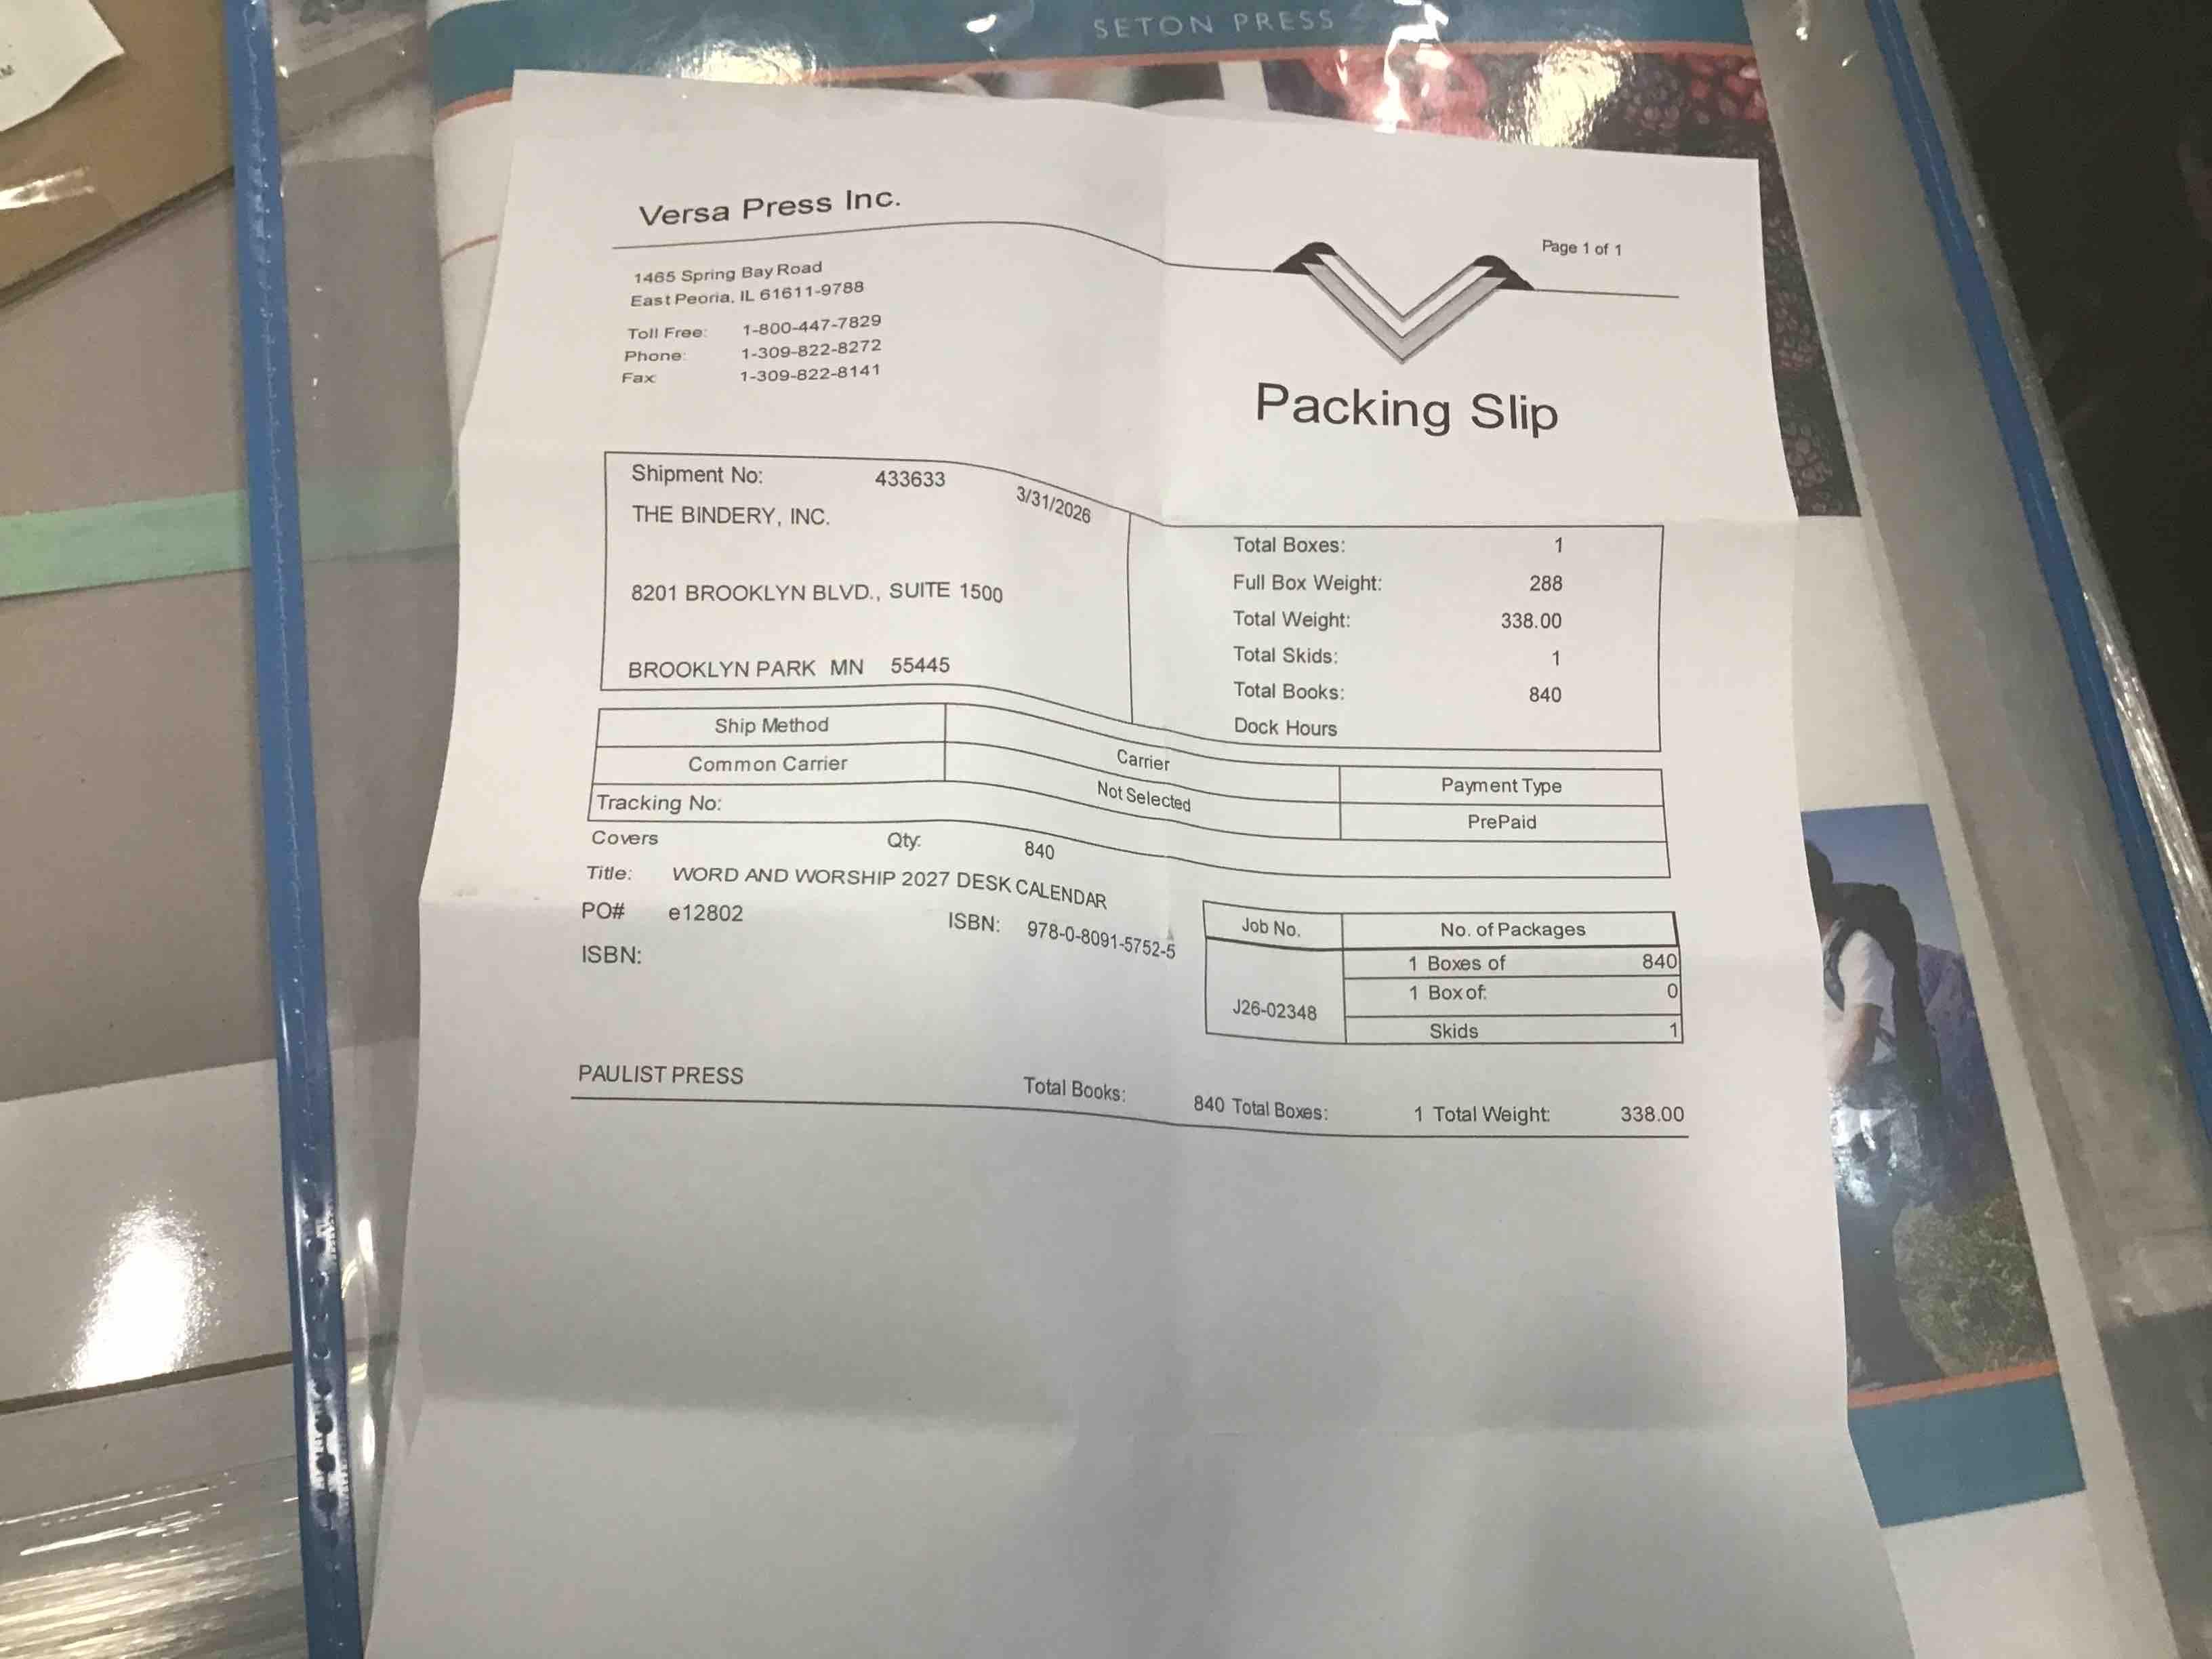 SETON PRESS
Versa Press Inc.
Page 1 of 1
1465 Spring Bay Road
East Peoria, IL 61611-9788
Toll Free: 1-800-447-7829
Phone: 1-309-822-8272
Fax: 1-309-822-8141
Packing Slip
Shipment No: 433633 3/31/2026
THE BINDERY, INC.
8201 BROOKLYN BLVD., SUITE 1500
BROOKLYN PARK MN 55445
Total Boxes: 1
Full Box Weight: 288
Total Weight: 338.00
Total Skids: 1
Total Books: 840
Dock Hours
Ship Method Carrier Payment Type
Common Carrier Not Selected PrePaid
Tracking No:
Covers Qty: 840
Title: WORD AND WORSHIP 2027 DESK CALENDAR
PO# e12802 ISBN: 978-0-8091-5752-5
ISBN:
Job No. No. of Packages
1 Boxes of 840
1 Box of: 0
J26-02348
Skids 1
PAULIST PRESS Total Books: 840 Total Boxes: 1 Total Weight: 338.00